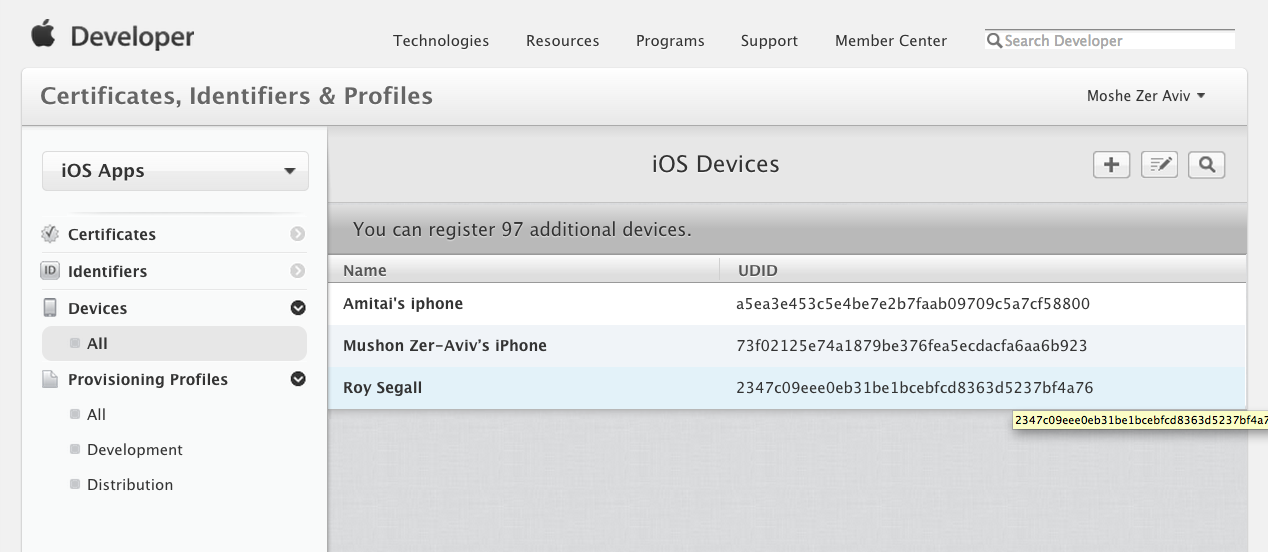 Developer
Technologies Resources Programs Support Member Center Search Developer
Certificates, Identifiers & Profiles Moshe Zer Aviv
iOS Apps
iOS Devices
You can register 97 additional devices.
Certificates
ID Identifiers
Devices
All
Provisioning Profiles
All
Development
Distribution
Name UDID
Amitai's iphone a5ea3e453c5e4be7e2b7faab09709c5a7cf58800
Mushon Zer-Aviv’s iPhone 73f02125e74a1879be376fea5ecdacfa6aa6b923
Roy Segall 2347c09eee0eb31be1bcebfcd8363d5237bf4a76
2347c09eee0eb31be1bcebfcd8363d5237bf4a7